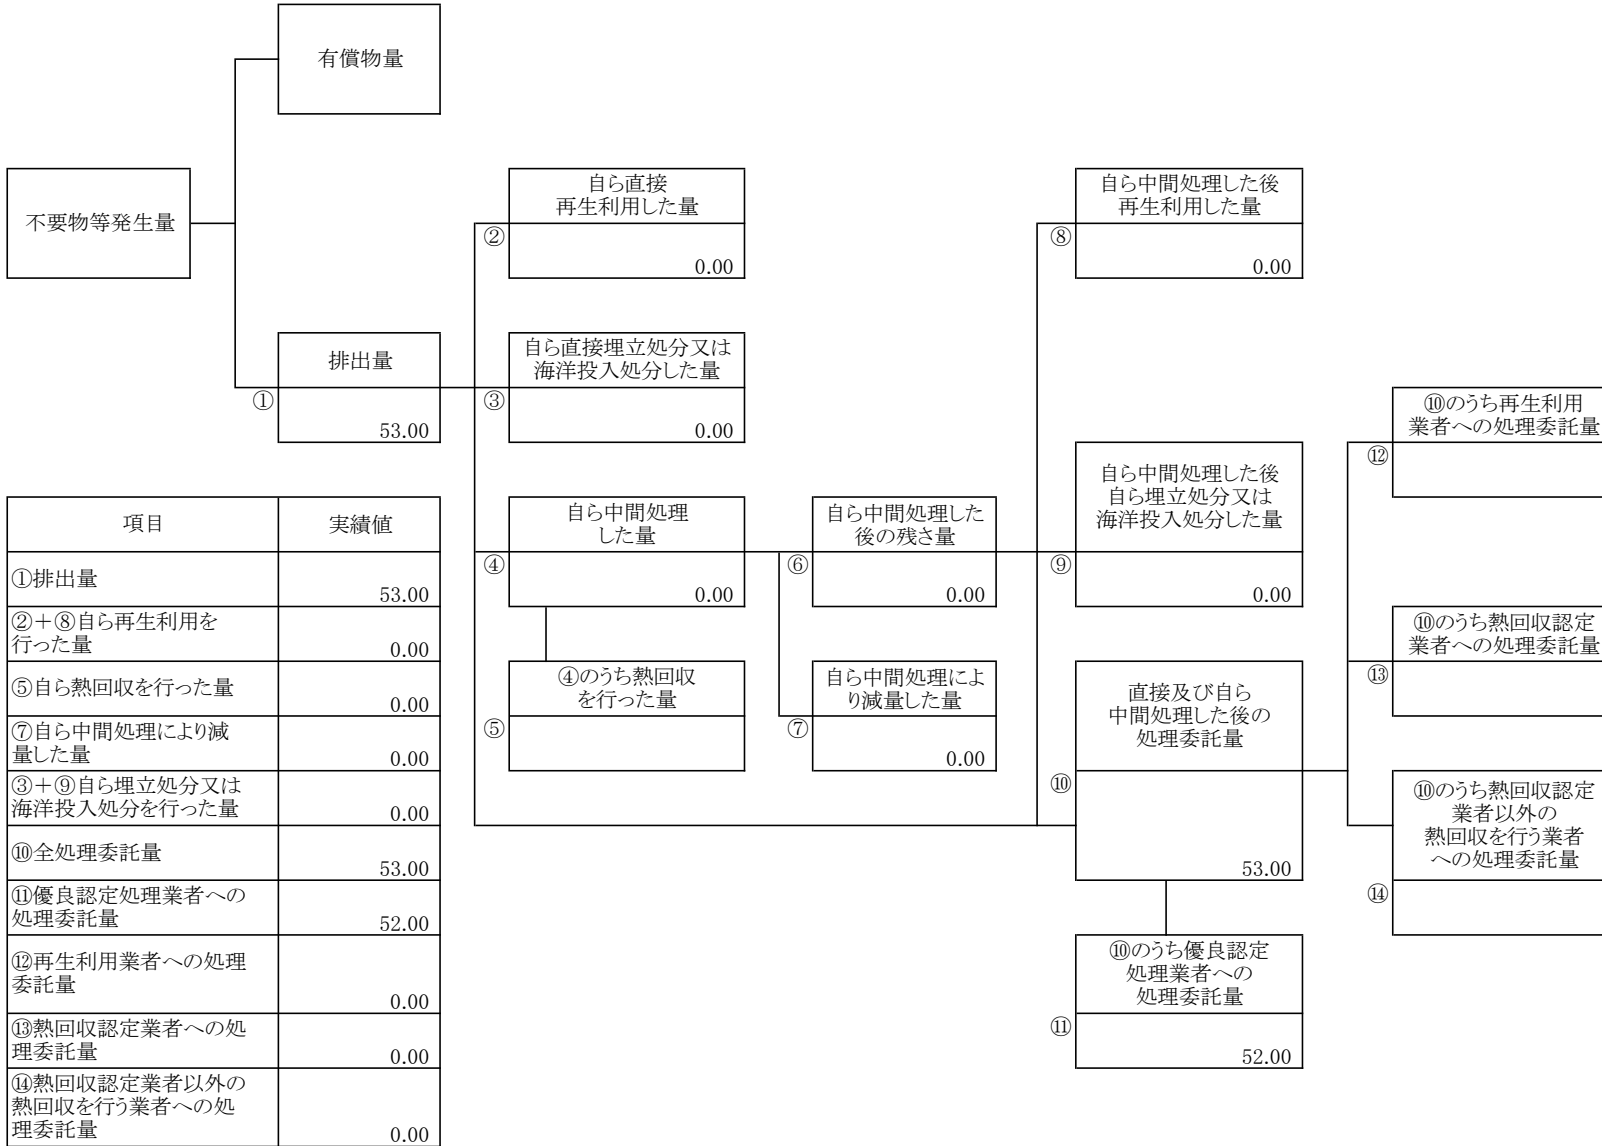 有償物量
不要物等発生量
自ら直接
再生利用した量
②
0.00
自ら中間処理した後
再生利用した量
⑧
0.00
排出量
①
53.00
自ら直接埋立処分又は
海洋投入処分した量
③
0.00
⑩のうち再生利用
業者への処理委託量
⑫
自ら中間処理
した量
④
0.00
自ら中間処理した
後の残さ量
⑥
0.00
自ら中間処理した後
自ら埋立処分又は
海洋投入処分した量
⑨
0.00
⑩のうち熱回収認定
業者への処理委託量
⑬
④のうち熱回収
を行った量
⑤
自ら中間処理によ
り減量した量
⑦
0.00
直接及び自ら
中間処理した後の
処理委託量
⑩
53.00
⑩のうち熱回収認定
業者以外の
熱回収を行う業者
への処理委託量
⑭
⑩のうち優良認定
処理業者への
処理委託量
⑪
52.00
項目 実績値
①排出量
53.00
②+⑧自ら再生利用を
行った量
0.00
⑤自ら熱回収を行った量
0.00
⑦自ら中間処理により減
量した量
0.00
③+⑨自ら埋立処分又は
海洋投入処分を行った量
0.00
⑩全処理委託量
53.00
⑪優良認定処理業者への
処理委託量
52.00
⑫再生利用業者への処理
委託量
0.00
⑬熱回収認定業者への処
理委託量
0.00
⑭熱回収認定業者以外の
熱回収を行う業者への処
理委託量
0.00